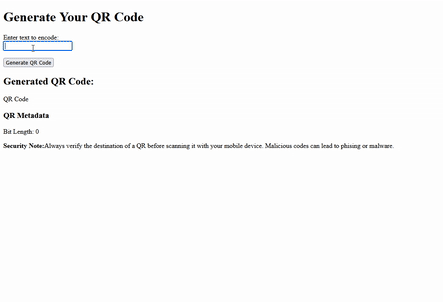 Generate Your QR Code
Enter text to encode:
Generate QR Code
Generated QR Code:
QR Code
QR Metadata
Bit Length: 0
Security Note:Always verify the destination of a QR before scanning it with your mobile device. Malicious codes can lead to phising or malware.